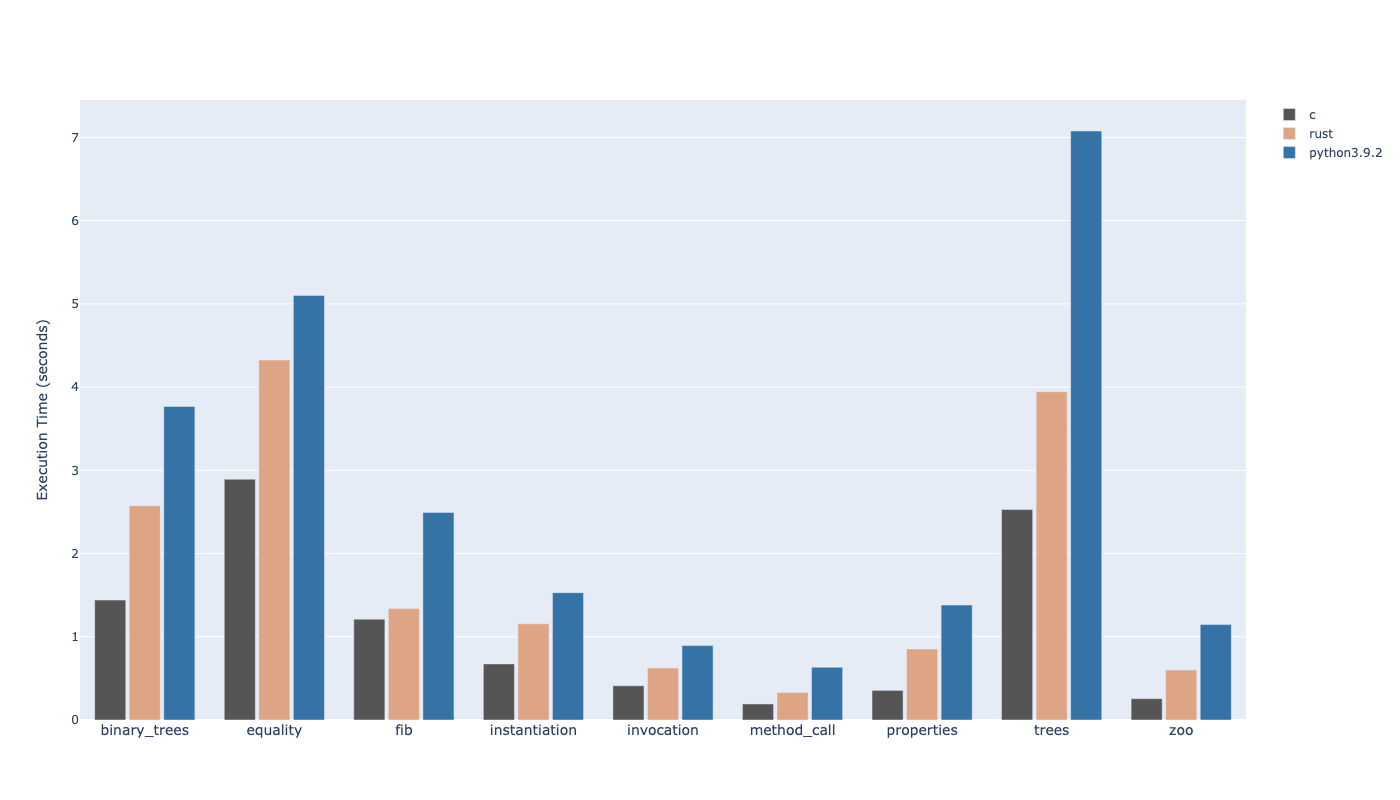 c
rust
python3.9.2
Execution Time (seconds)
7
6
5
4
3
2
1
0
binary_trees equality fib instantiation invocation method_call properties trees zoo